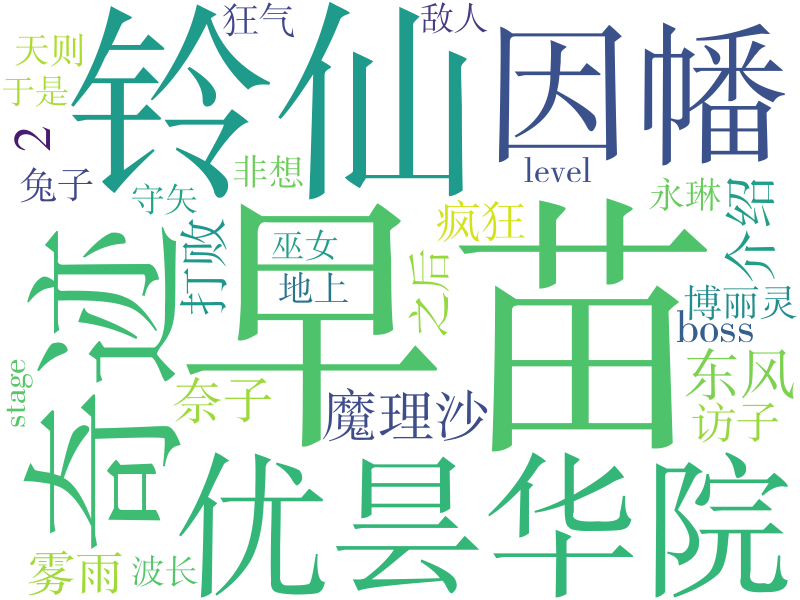 狂气
敌人
天则
于是
铃仙
因幡
2
兔子
守矢
非想
level
永琳
介绍
奇迹
打败
早苗
巫女
地上
疯狂
之后
博丽灵
boss
stage
奈子
魔理沙
东风
访子
优昙华院
雾雨
波长